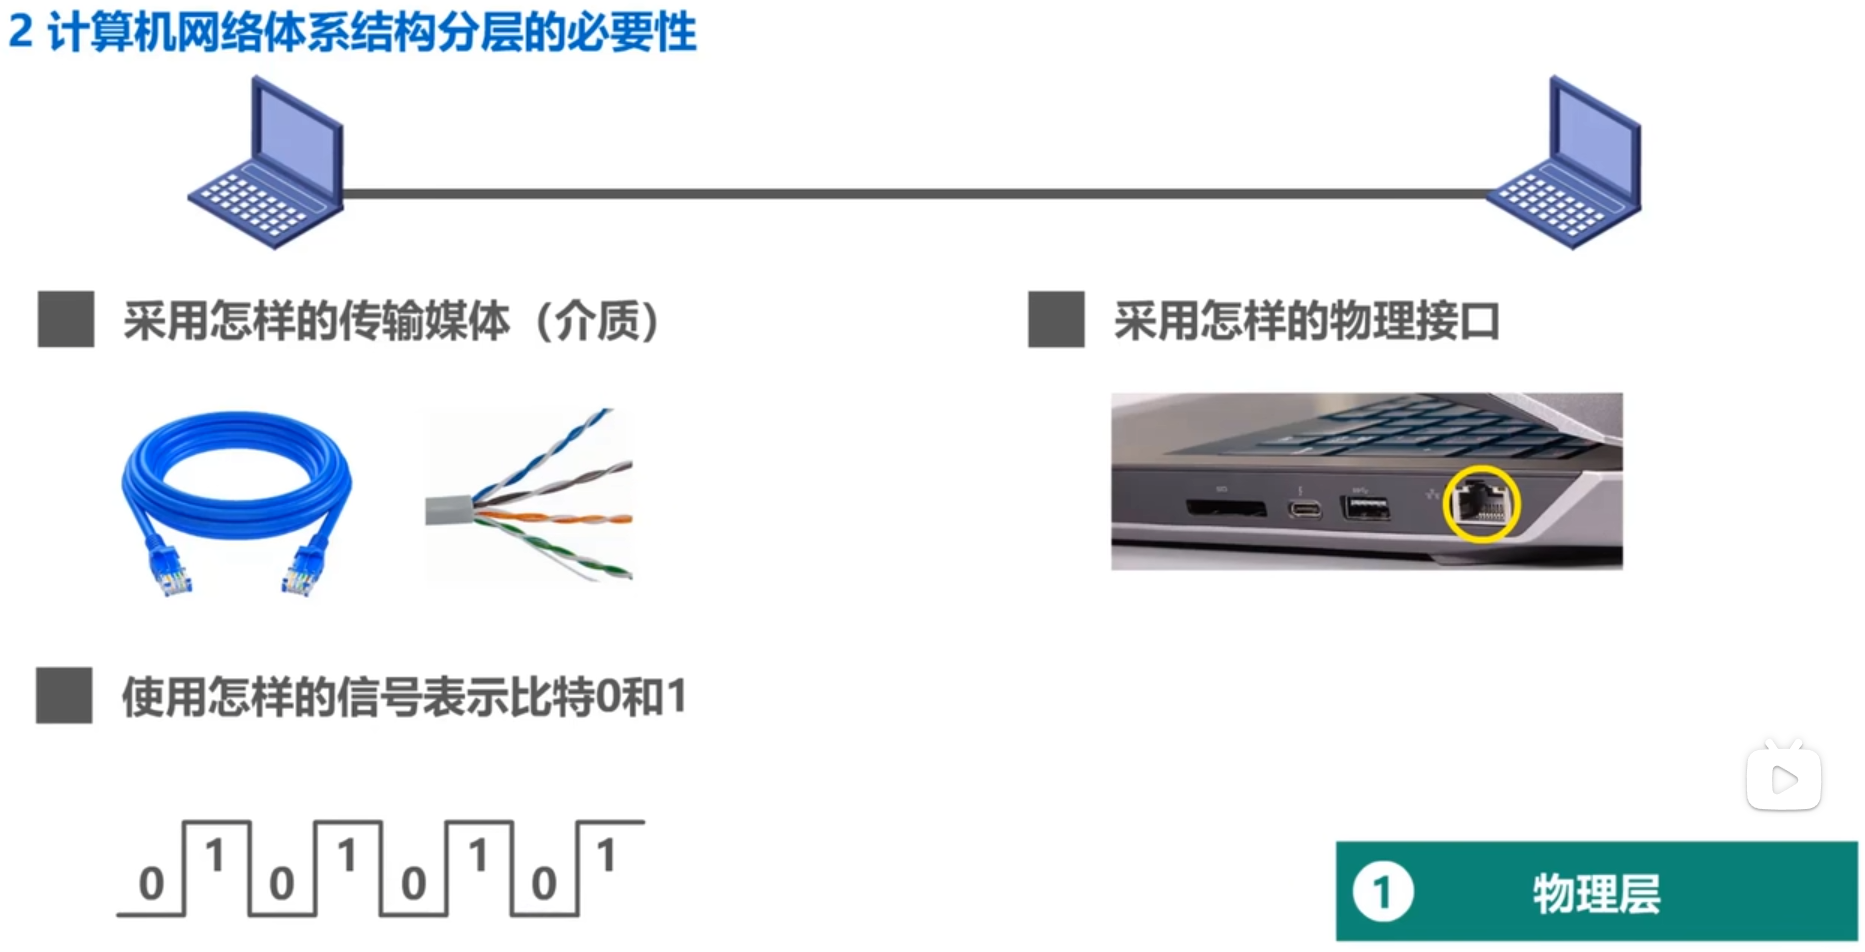 2 计算机网络体系结构分层的必要性
采用怎样的传输媒体（介质）
采用怎样的物理接口
使用怎样的信号表示比特0和1
0 1 0 1 0 1 0 1
1 物理层